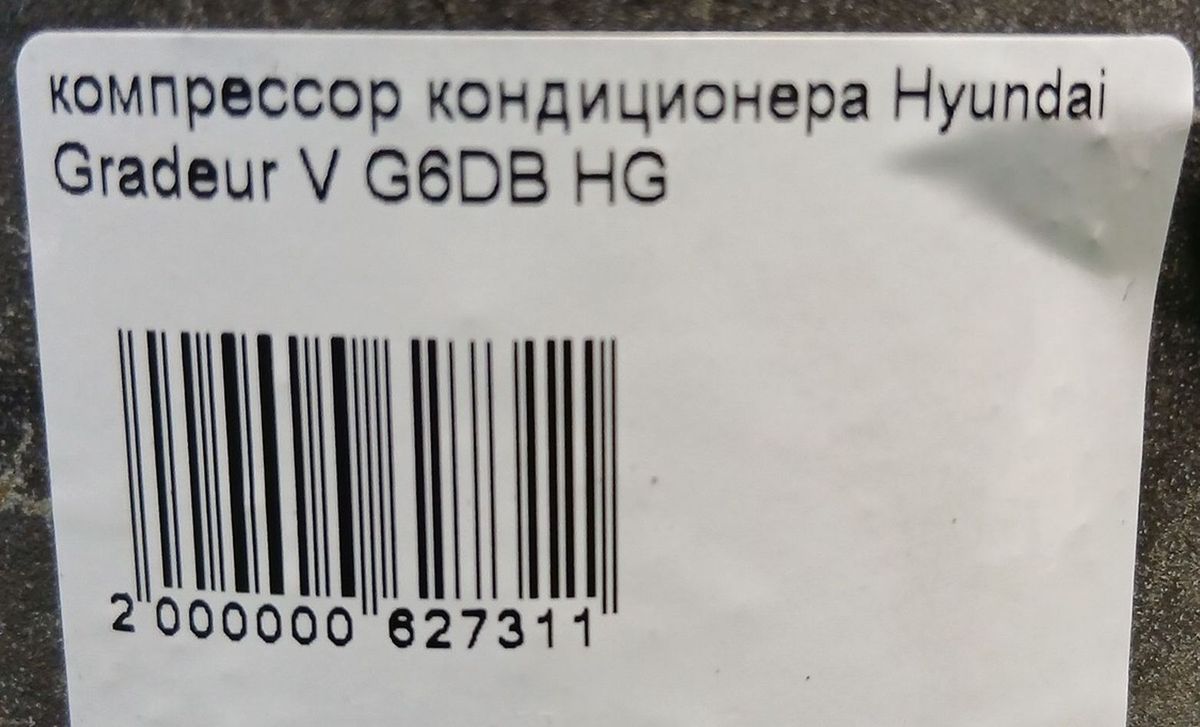 компрессор кондиционера Hyundai
Gradeur V G6DB HG
2 000000 627311